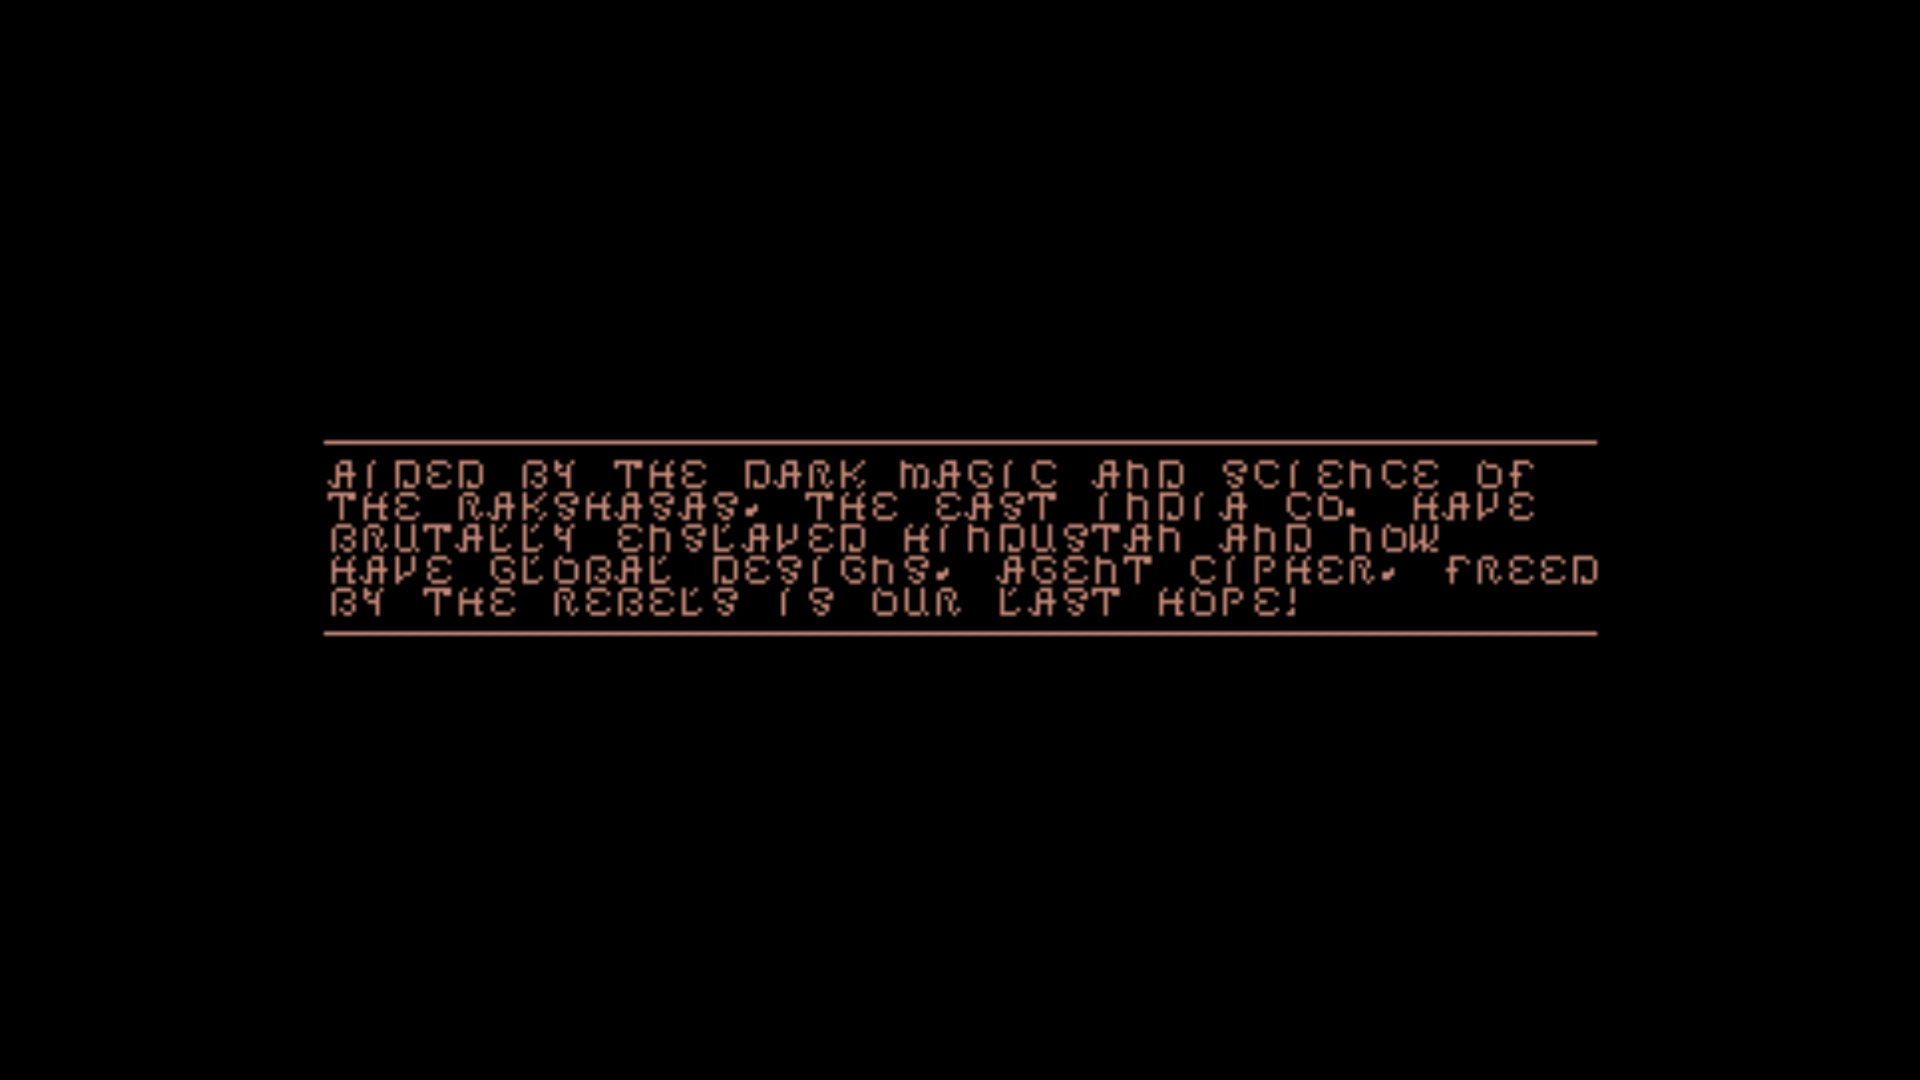 AIDED BY THE DARK MAGIC AND SCIENCE OF
THE RAKSHASAS, THE EAST INDIA CO. HAVE
BRUTALLY ENSLAVED HINDUSTAN AND NOW
HAVE GLOBAL DESIGNS. AGENT CIPHER, FREED
BY THE REBELS IS OUR LAST HOPE!